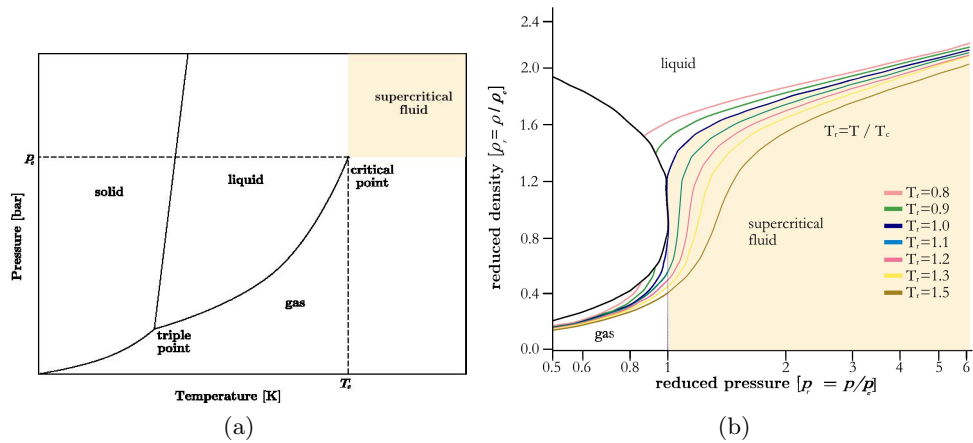 supercritical
fluid
P_c
solid
liquid
critical
point
gas
triple
point
T_c
Pressure [bar]
Temperature [K]
(a)
2.4
2.0
1.6
1.2
0.8
0.4
0.0
reduced density [ρ_r = ρ / ρ_c]
liquid
T_r=T / T_c
supercritical
fluid
T_r=0.8
T_r=0.9
T_r=1.0
T_r=1.1
T_r=1.2
T_r=1.3
T_r=1.5
gas
0.5 0.6 0.8 1 2 3 4 5 6
reduced pressure [p_r = p/p_c]
(b)